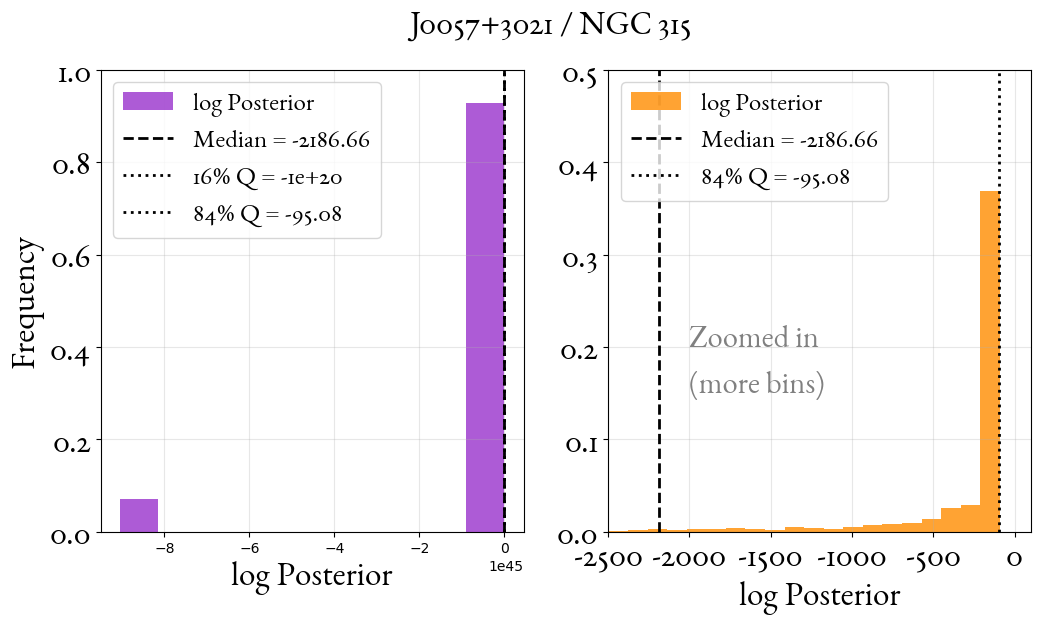 J0057+3021 / NGC 315
1.0
0.8
0.6
0.4
0.2
0.0
Frequency
log Posterior
Median = -2186.66
16% Q = -1e+20
84% Q = -95.08
−8
−6
−4
−2
0
1e45
log Posterior
0.5
0.4
0.3
0.2
0.1
0.0
log Posterior
Median = -2186.66
84% Q = -95.08
Zoomed in
(more bins)
-2500
-2000
-1500
-1000
-500
0
log Posterior